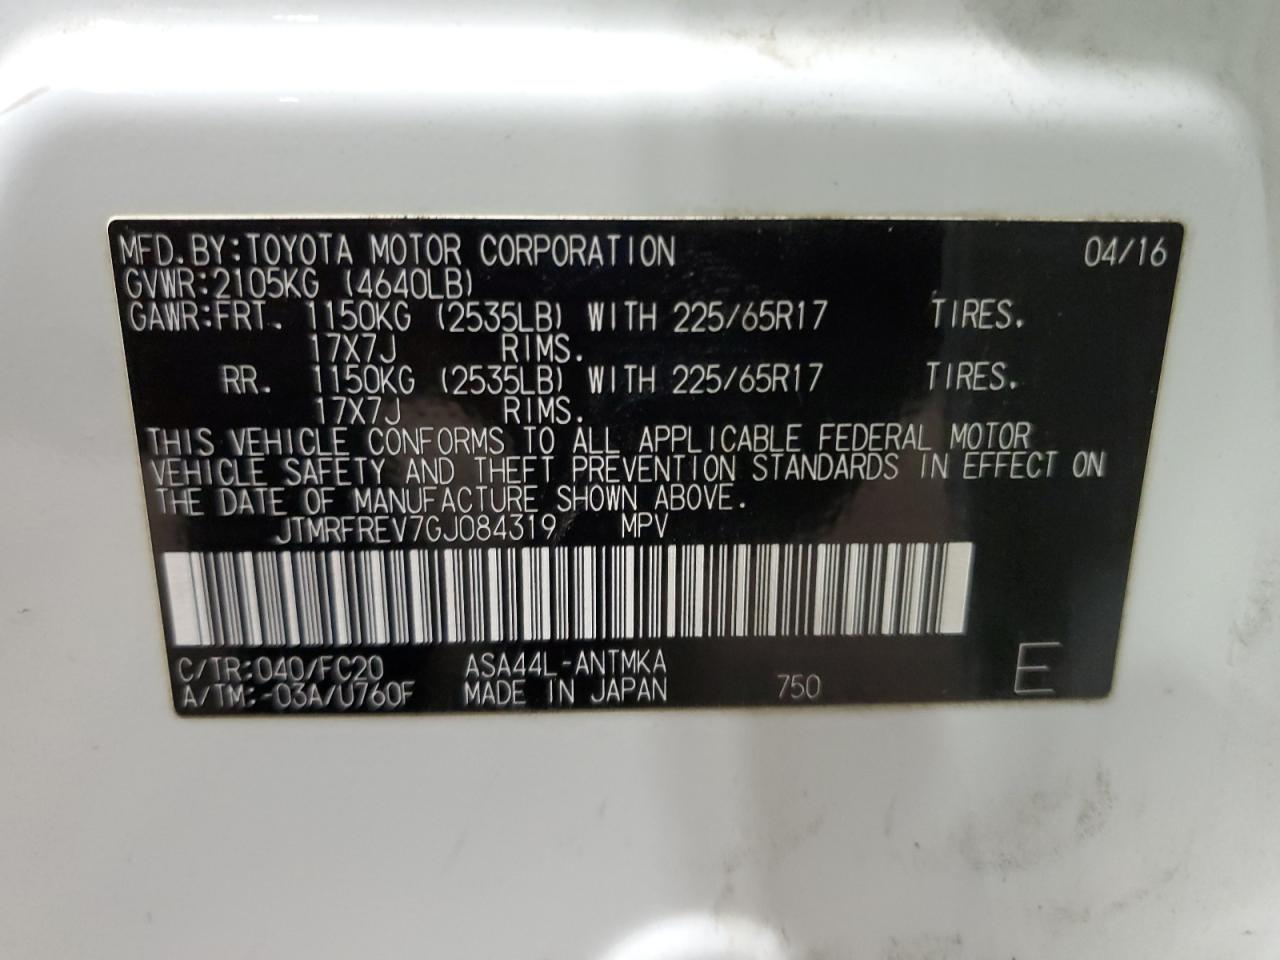 MFD.BY:TOYOTA MOTOR CORPORATION 04/16
GVWR:2105KG (4640LB)
GAWR:FRT. 1150KG (2535LB) WITH 225/65R17 TIRES.
17X7J RIMS.
RR. 1150KG (2535LB) WITH 225/65R17 TIRES.
17X7J RIMS.
THIS VEHICLE CONFORMS TO ALL APPLICABLE FEDERAL MOTOR
VEHICLE SAFETY AND THEFT PREVENTION STANDARDS IN EFFECT ON
THE DATE OF MANUFACTURE SHOWN ABOVE.
JTMRFREV7GJ084319 MPV
C/TR:040/FC20 ASA44L-ANTMKA
A/TM:-03A/U760F MADE IN JAPAN 750 E